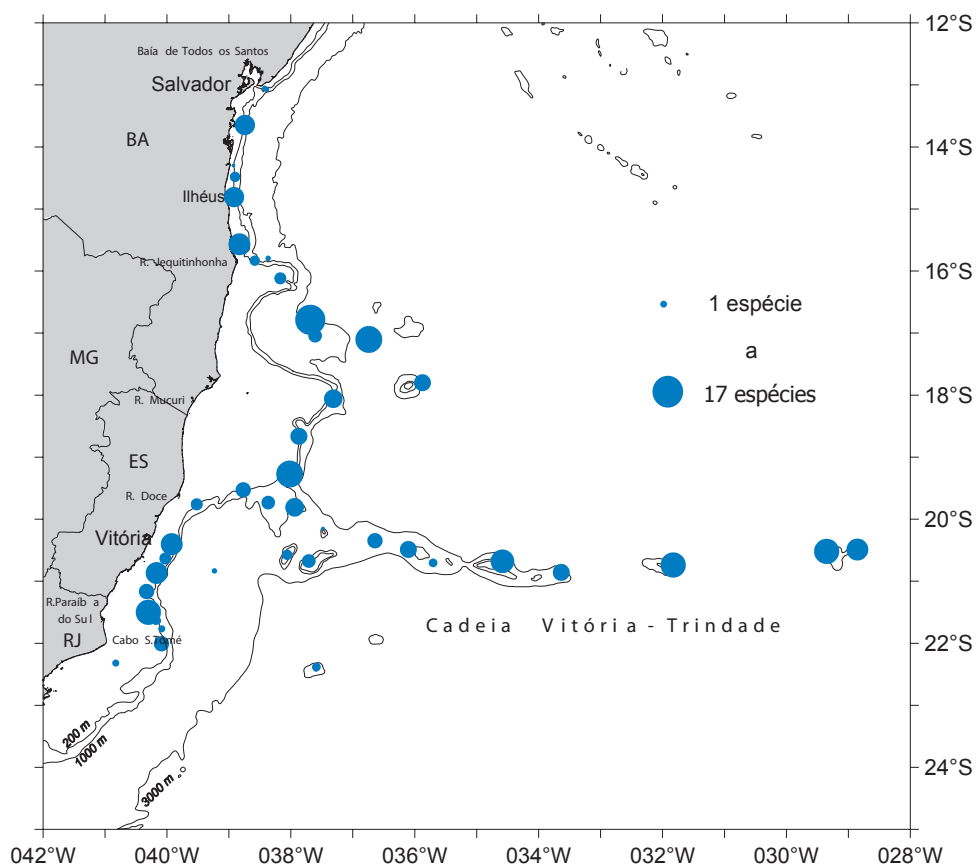 12°S
Baía de Todos os Santos
Salvador
BA
14°S
Ilhéus
R. Jequitinhonha
16°S
1 espécie
a
MG
17 espécies
18°S
R. Mucuri
ES
R. Doce
20°S
Vitória
R.Paraíb a
do Sul
Cadeia Vitória - Trindade
RJ
Cabo S.Tomé
22°S
200 m
1000 m
3000 m
24°S
042°W 040°W 038°W 036°W 034°W 032°W 030°W 028°W